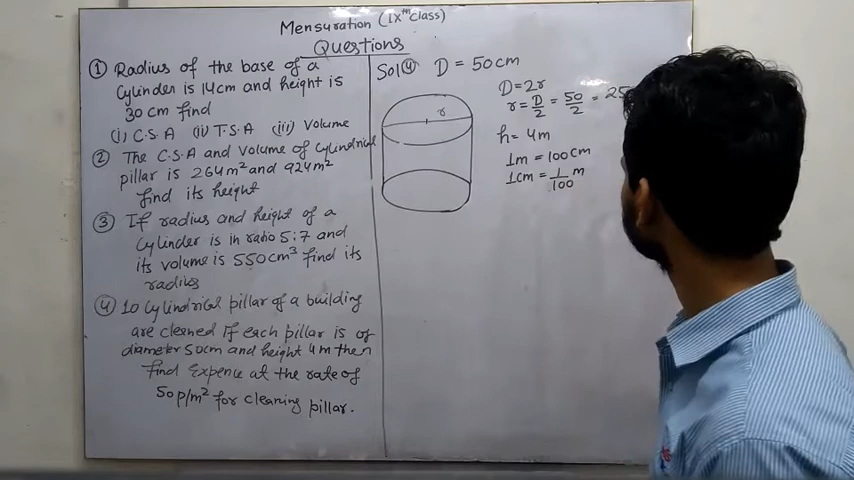 Mensuration (IXth Class)
Questions
① Radius of the base of a
Cylinder is 14cm and height is
30 cm find
(i) C.S.A (ii) T.S.A (iii) Volume
② The C.S.A and volume of cylindrical
pillar is 264m² and 924m²
find its height
③ If radius and height of a
Cylinder is in ratio 5:7 and
its volume is 550cm³ find its
radius
④ 10 Cylindrical pillar of a building
are cleaned If each pillar is of
diameter 50cm and height 4m then
find Expence at the rate of
50p/m² for cleaning pillar.
Sol④ D = 50cm
r
D = 2r
r = D/2 = 50/2 = 25
h = 4m
1m = 100cm
1cm = 1/100 m